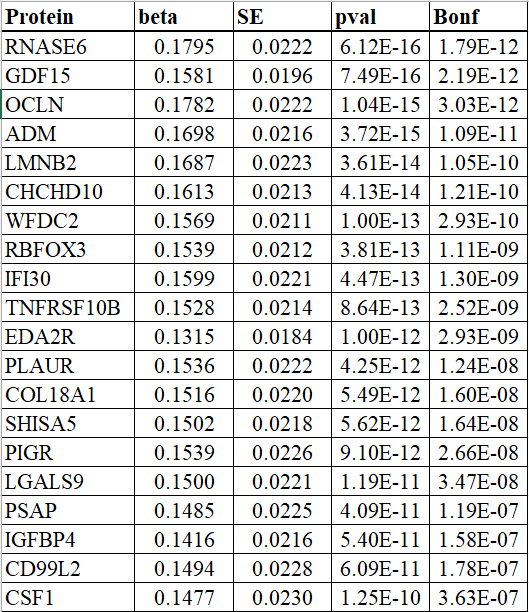 Protein beta SE pval Bonf
RNASE6 0.1795 0.0222 6.12E-16 1.79E-12
GDF15 0.1581 0.0196 7.49E-16 2.19E-12
OCLN 0.1782 0.0222 1.04E-15 3.03E-12
ADM 0.1698 0.0216 3.72E-15 1.09E-11
LMNB2 0.1687 0.0223 3.61E-14 1.05E-10
CHCHD10 0.1613 0.0213 4.13E-14 1.21E-10
WFDC2 0.1569 0.0211 1.00E-13 2.93E-10
RBFOX3 0.1539 0.0212 3.81E-13 1.11E-09
IFI30 0.1599 0.0221 4.47E-13 1.30E-09
TNFRSF10B 0.1528 0.0214 8.64E-13 2.52E-09
EDA2R 0.1315 0.0184 1.00E-12 2.93E-09
PLAUR 0.1536 0.0222 4.25E-12 1.24E-08
COL18A1 0.1516 0.0220 5.49E-12 1.60E-08
SHISA5 0.1502 0.0218 5.62E-12 1.64E-08
PIGR 0.1539 0.0226 9.10E-12 2.66E-08
LGALS9 0.1500 0.0221 1.19E-11 3.47E-08
PSAP 0.1485 0.0225 4.09E-11 1.19E-07
IGFBP4 0.1416 0.0216 5.40E-11 1.58E-07
CD99L2 0.1494 0.0228 6.09E-11 1.78E-07
CSF1 0.1477 0.0230 1.25E-10 3.63E-07